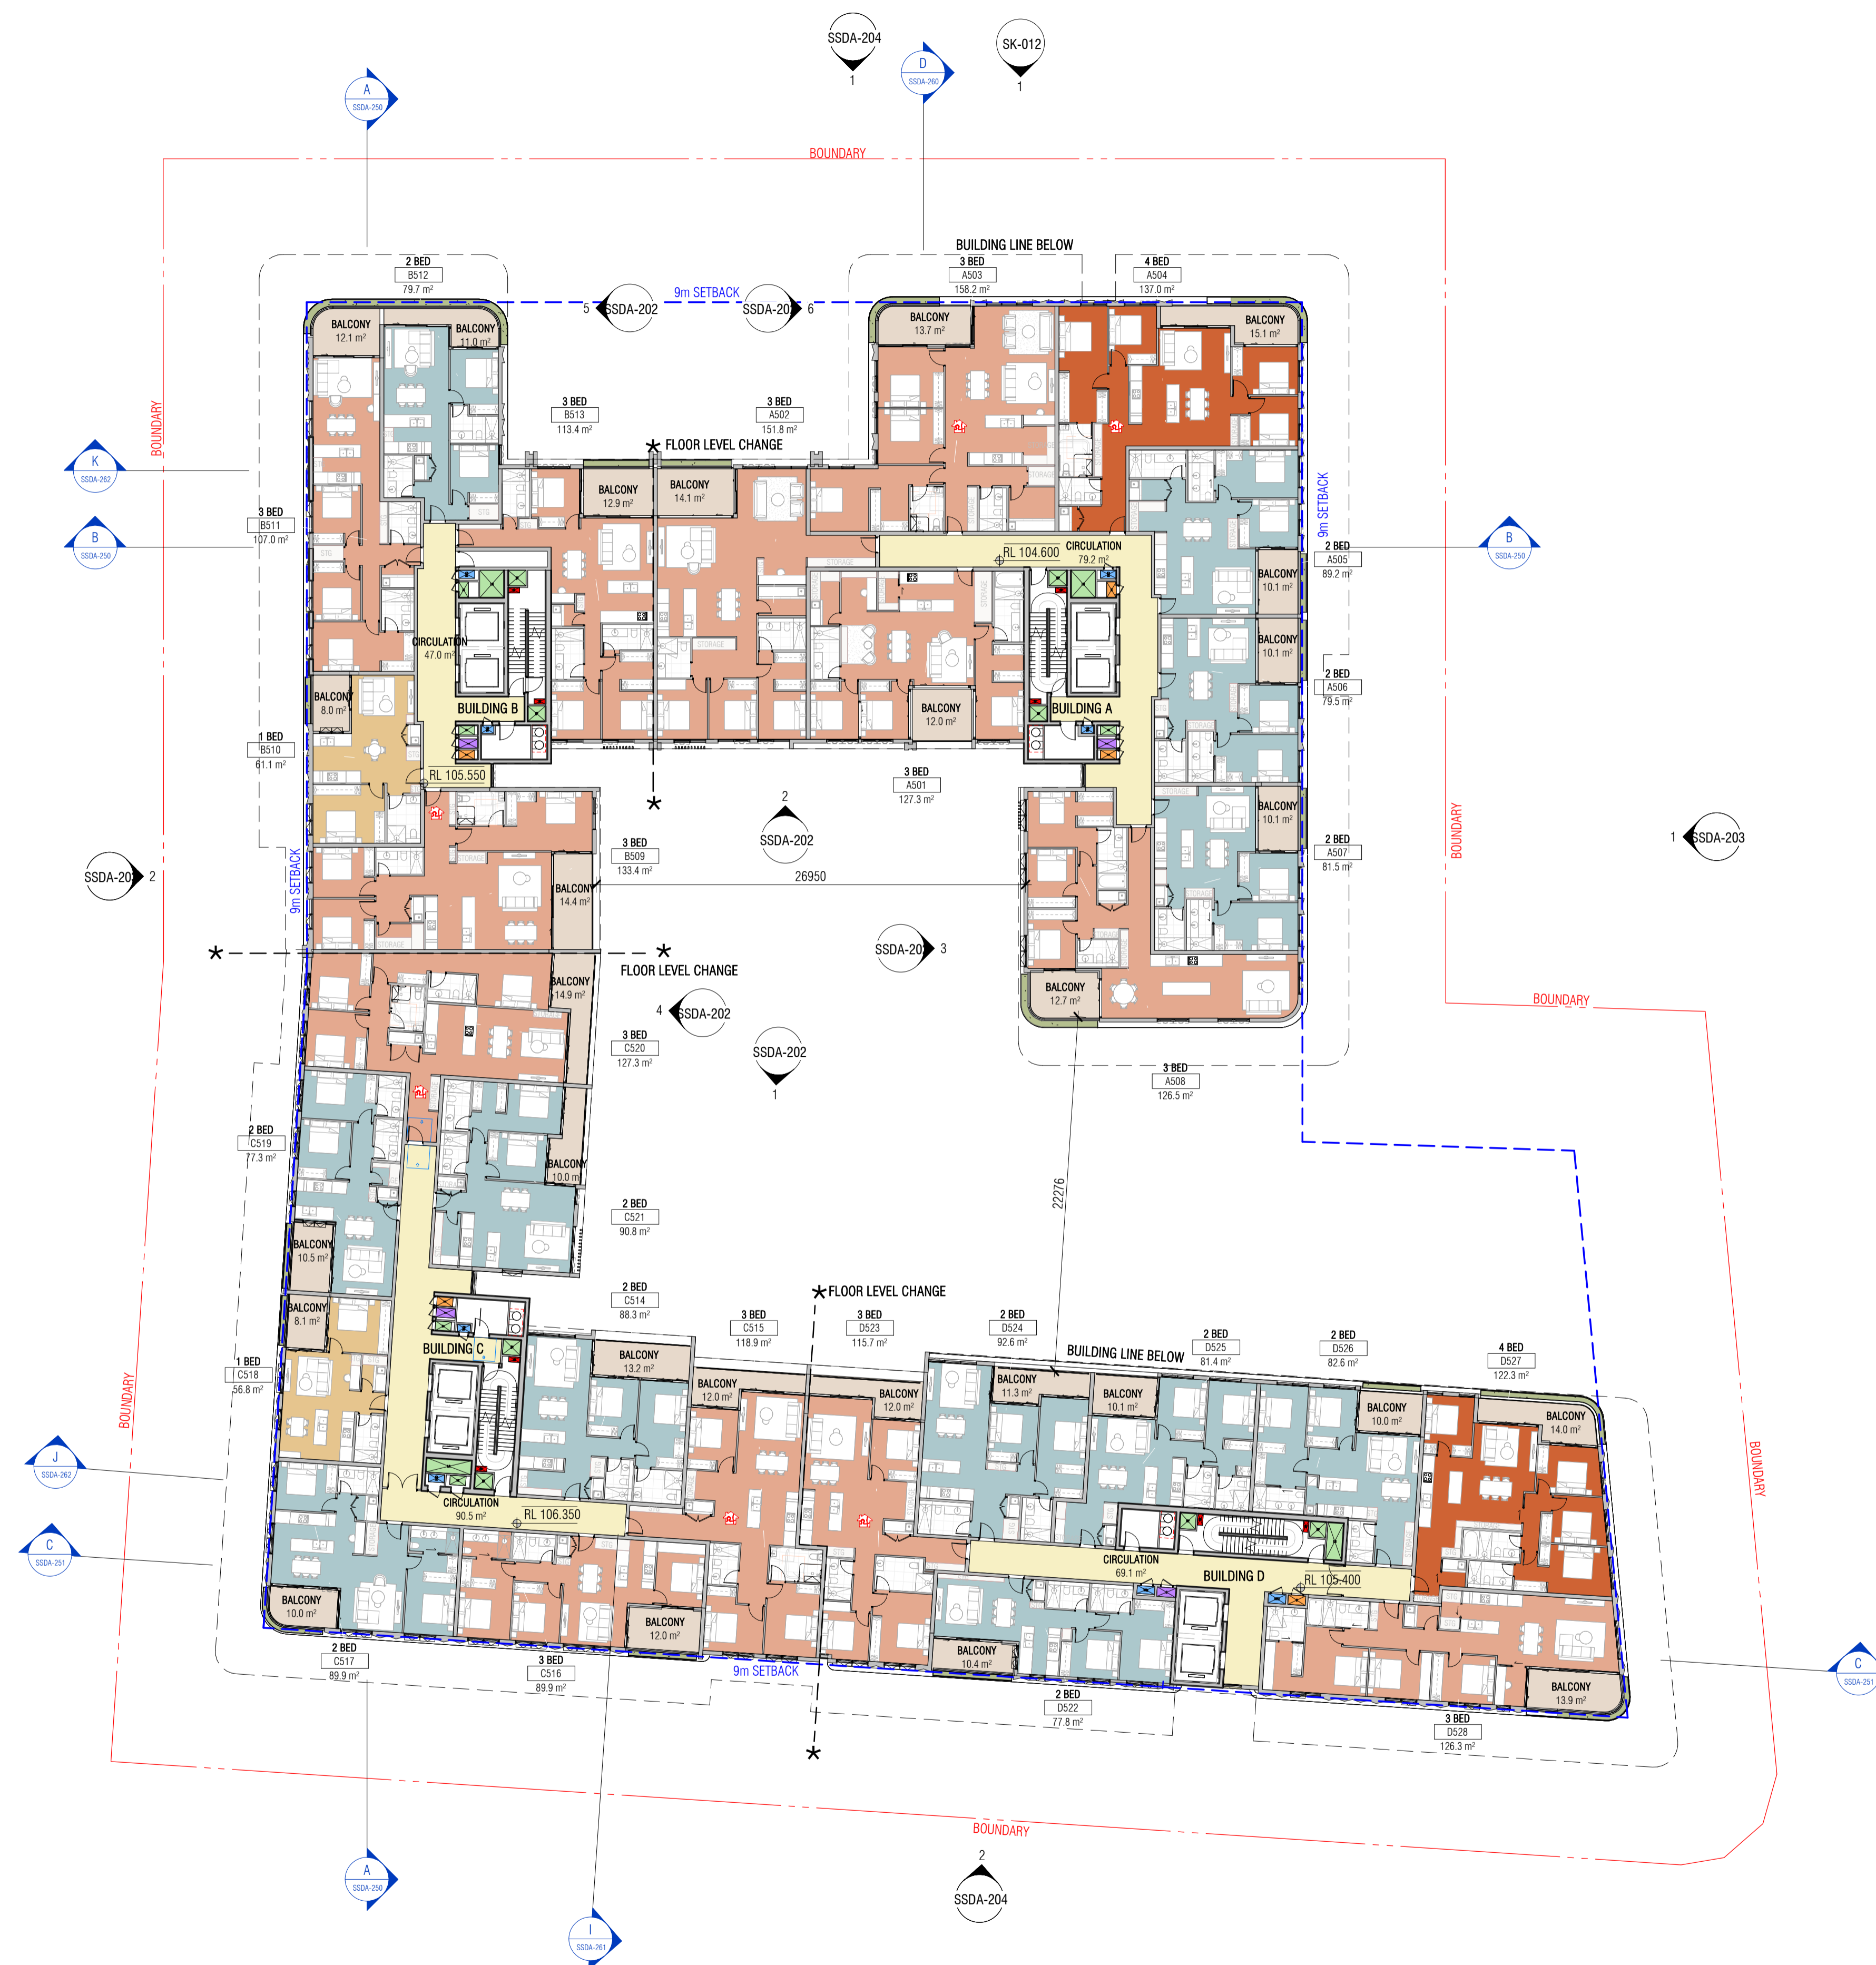 SSDA-204
1
SK-012
1
D
SSDA-260
A
SSDA-250
BOUNDARY
BUILDING LINE BELOW
2 BED
B512
79.7 m²
3 BED
A503
158.2 m²
4 BED
A504
137.0 m²
9m SETBACK
5
SSDA-202
6
BALCONY
12.1 m²
BALCONY
11.0 m²
BALCONY
13.7 m²
BALCONY
15.1 m²
BOUNDARY
3 BED
B513
113.4 m²
3 BED
A502
151.8 m²
FLOOR LEVEL CHANGE
K
SSDA-262
BALCONY
12.9 m²
BALCONY
14.1 m²
STORAGE
STG
9m SETBACK
3 BED
B511
107.0 m²
B
SSDA-250
B
SSDA-250
RL 104.600
CIRCULATION
79.2 m
2 BED
A505
89.2 m²
BALCONY
10.1 m²
STORAGE
CIRCULATION
47.0 m²
BALCONY
10.1 m²
STORAGE
BALCONY
8.0 m²
BUILDING B
BALCONY
12.0 m²
BUILDING A
2 BED
A506
79.5 m²
1 BED
B510
61.1 m²
RL 105.550
3 BED
A501
127.3 m²
STORAGE
BALCONY
10.1 m²
2
SSDA-202
BOUNDARY
1
SSDA-203
3 BED
B509
133.4 m²
STORAGE
2 BED
A507
81.5 m²
2
9m SETBACK
26950
BALCONY
14.4 m²
STORAGE
3
FLOOR LEVEL CHANGE
BALCONY
14.9 m²
BALCONY
12.7 m²
BOUNDARY
4
SSDA-202
3 BED
C520
127.3 m²
SSDA-202
1
3 BED
A508
126.5 m²
2 BED
C519
77.3 m²
BALCONY
10.0 m
22276
2 BED
C521
90.8 m²
BALCONY
10.5 m²
2 BED
C514
88.3 m²
FLOOR LEVEL CHANGE
BALCONY
8.1 m²
3 BED
C515
118.9 m²
3 BED
D523
115.7 m²
2 BED
D524
92.6 m²
2 BED
D525
81.4 m²
2 BED
D526
82.6 m²
4 BED
D527
122.3 m²
BUILDING C
BUILDING LINE BELOW
BALCONY
13.2 m²
1 BED
C518
56.8 m²
BALCONY
12.0 m²
BALCONY
12.0 m²
BALCONY
11.3 m²
BALCONY
10.1 m²
BALCONY
10.0 m²
BALCONY
14.0 m²
BOUNDARY
BOUNDARY
J
SSDA-262
CIRCULATION
90.5 m²
RL 106.350
C
SSDA-251
CIRCULATION
69.1 m²
BUILDING D
RL 105.400
BALCONY
10.0 m²
BALCONY
12.0 m²
BALCONY
10.4 m²
BALCONY
13.9 m²
2 BED
C517
89.9 m²
3 BED
C516
89.9 m²
9m SETBACK
2 BED
D522
77.8 m²
3 BED
D528
126.3 m²
C
SSDA-251
BOUNDARY
2
SSDA-204
A
SSDA-250
I
SSDA-261